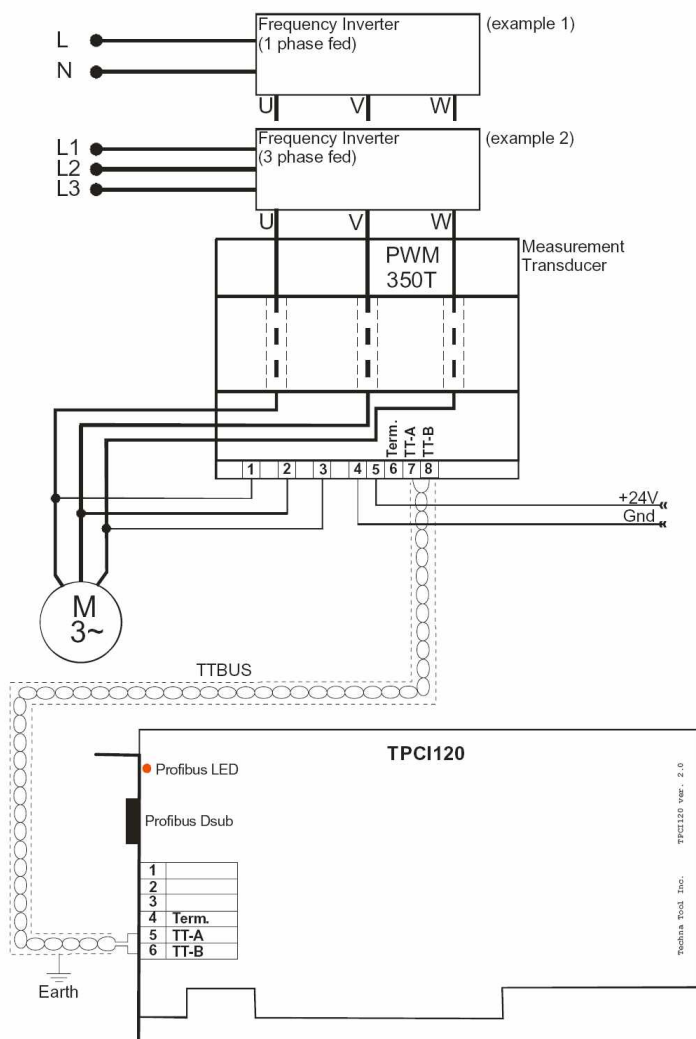 L
N
Frequency Inverter
(1 phase fed)
(example 1)
U V W
L1
L2
L3
Frequency Inverter
(3 phase fed)
(example 2)
U V W
PWM
350T
Measurement
Transducer
Term.
TT-A
TT-B
1 2 3 4 5 6 7 8
+24V
Gnd
M
3~
TTBUS
TPCI120
Profibus LED
Profibus Dsub
1
2
3
4 Term.
5 TT-A
6 TT-B
Earth
Techna Tool Inc. TPCI120 ver. 2.0